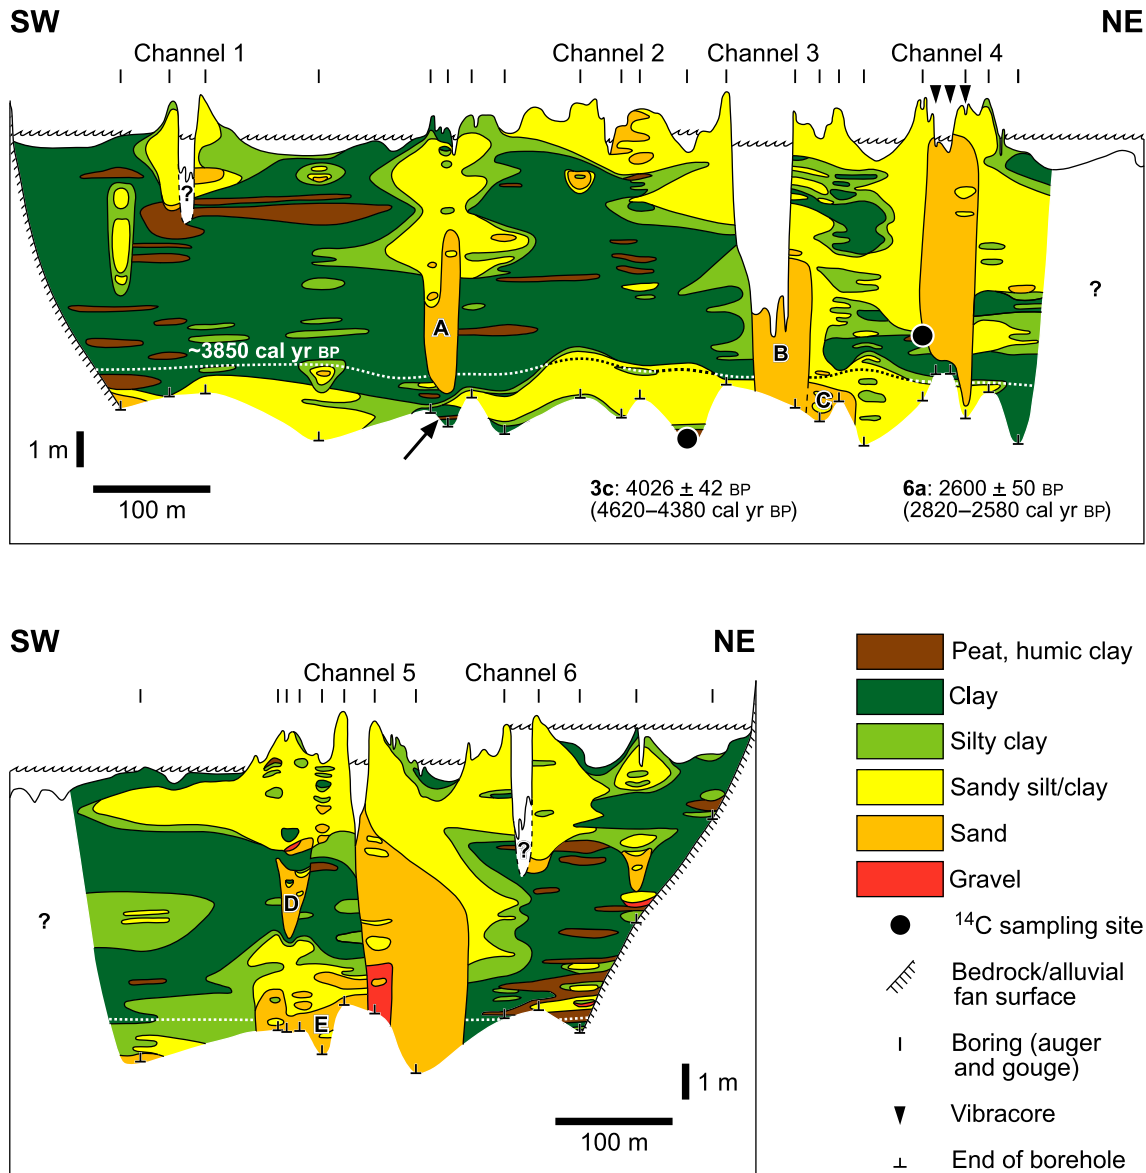 SW NE
Channel 1 Channel 2 Channel 3 Channel 4
?
A
?
~3850 cal yr BP
B
C
1 m
100 m
3c: 4026 ± 42 BP
(4620–4380 cal yr BP)
6a: 2600 ± 50 BP
(2820–2580 cal yr BP)
SW NE
Channel 5 Channel 6
?
D
?
E
1 m
100 m
Peat, humic clay
Clay
Silty clay
Sandy silt/clay
Sand
Gravel
14C sampling site
Bedrock/alluvial
fan surface
Boring (auger
and gouge)
Vibracore
End of borehole